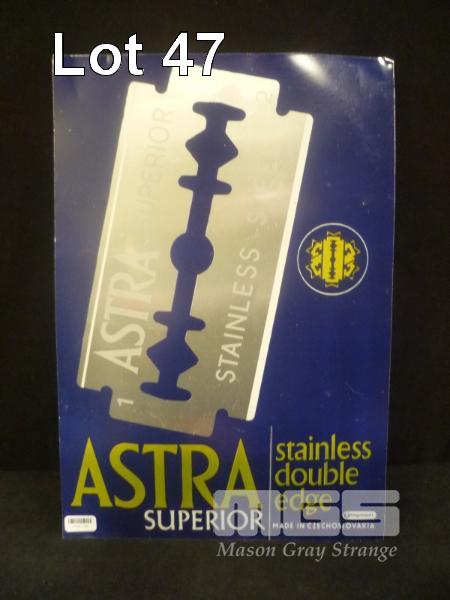 Lot 47
ASTRA SUPERIOR
2
STAINLESS STEEL
1
ASTRA
SUPERIOR
stainless
double
edge
MADE IN CZECHOSLOVAKIA
MGS
Mason Gray Strange